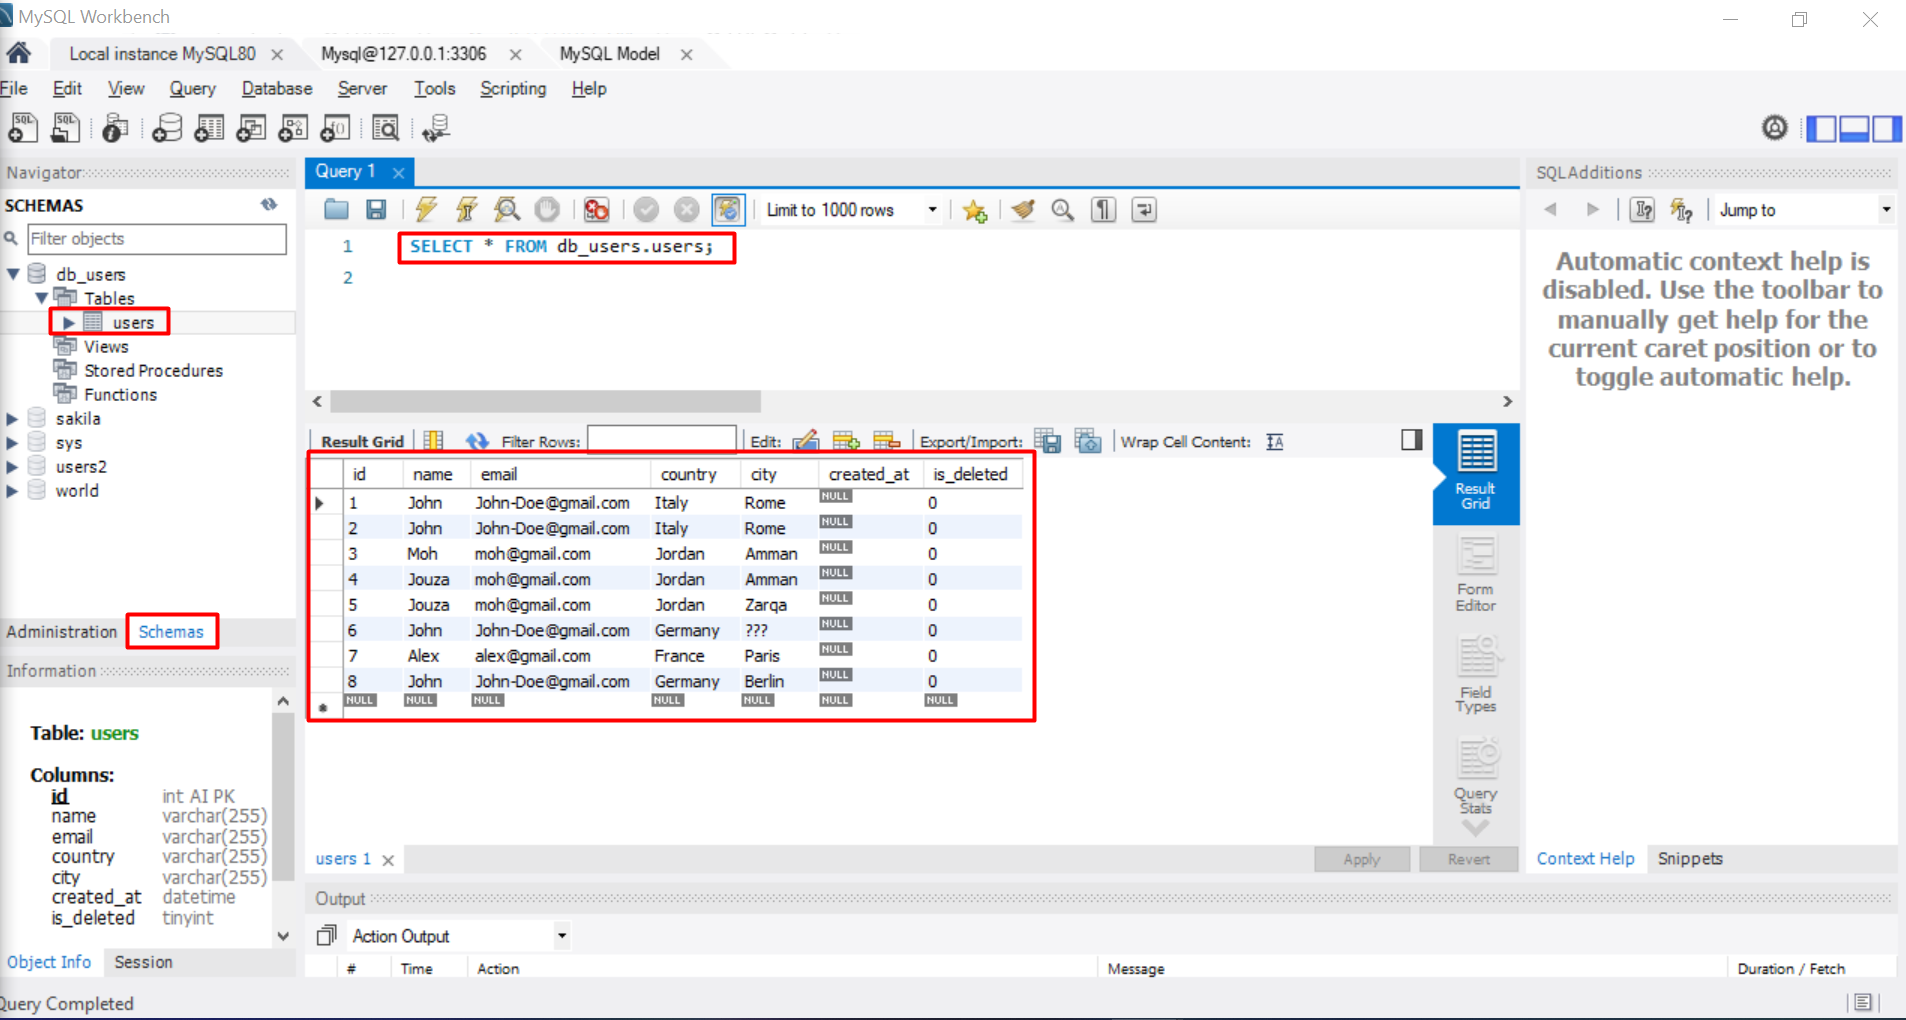 MySQL Workbench
Local instance MySQL80
Mysql@127.0.0.1:3306
MySQL Model
File Edit View Query Database Server Tools Scripting Help
Navigator
SCHEMAS
Filter objects
db_users
Tables
users
Views
Stored Procedures
Functions
sakila
sys
users2
world
Administration Schemas
Information
Table: users
Columns:
id int AI PK
name varchar(255)
email varchar(255)
country varchar(255)
city varchar(255)
created_at datetime
is_deleted tinyint
Object Info Session
Query Completed
Query 1
Limit to 1000 rows
1 SELECT * FROM db_users.users;
2
Result Grid Filter Rows: Edit: Export/Import: Wrap Cell Content:
id name email country city created_at is_deleted
1 John John-Doe@gmail.com Italy Rome NULL 0
2 John John-Doe@gmail.com Italy Rome NULL 0
3 Moh moh@gmail.com Jordan Amman NULL 0
4 Jouza moh@gmail.com Jordan Amman NULL 0
5 Jouza moh@gmail.com Jordan Zarqa NULL 0
6 John John-Doe@gmail.com Germany ??? NULL 0
7 Alex alex@gmail.com France Paris NULL 0
8 John John-Doe@gmail.com Germany Berlin NULL 0
NULL NULL NULL NULL NULL NULL NULL
Result
Grid
Form
Editor
Field
Types
Query
Stats
users 1
Apply Revert
Output
Action Output
# Time Action Message Duration / Fetch
SQLAdditions
Jump to
Automatic context help is
disabled. Use the toolbar to
manually get help for the
current caret position or to
toggle automatic help.
Context Help Snippets